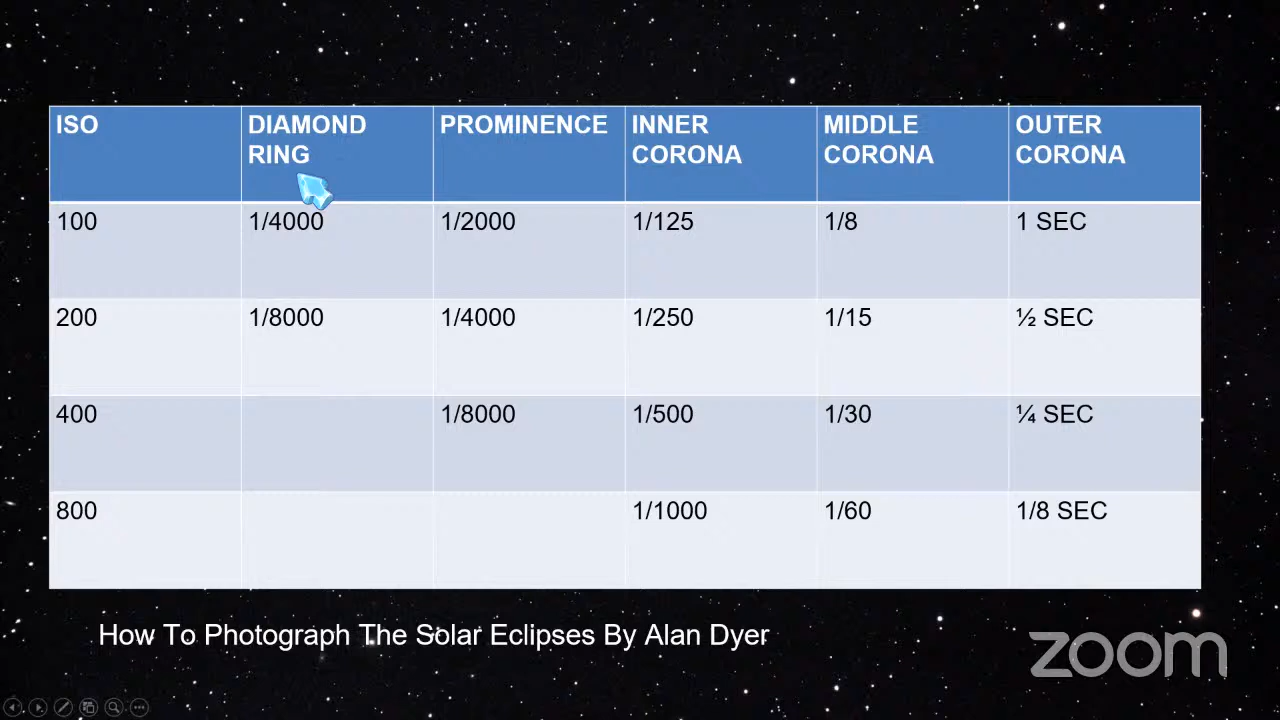 ISO DIAMOND RING PROMINENCE INNER CORONA MIDDLE CORONA OUTER CORONA
100 1/4000 1/2000 1/125 1/8 1 SEC
200 1/8000 1/4000 1/250 1/15 ½ SEC
400 1/8000 1/500 1/30 ¼ SEC
800 1/1000 1/60 1/8 SEC
How To Photograph The Solar Eclipses By Alan Dyer
zoom